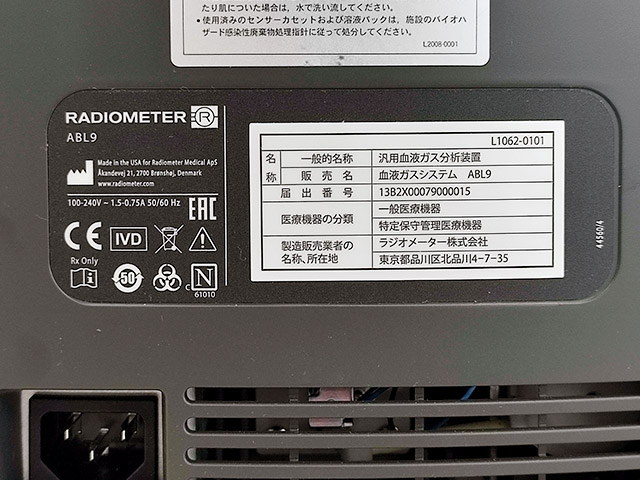 たり肌についた場合は、水で洗い流してください。
•使用済みのセンサーカセットおよび溶液パックは、施設のバイオハ
ザード感染性廃棄物処理指針に従って処分してください。
L2008-0001
RADIOMETER R
ABL9
Made in the USA for Radiometer Medical ApS
Åkandevej 21, 2700 Brønshøj, Denmark
www.radiometer.com
100-240V ~ 1.5-0.75A 50/60 Hz
EAC
CE IVD
Rx Only
50
C N
61010
L1062-0101
名称 一般的名称 汎用血液ガス分析装置
販売名 血液ガスシステム ABL9
届出番号 13B2X00079000015
医療機器の分類 一般医療機器
特定保守管理医療機器
製造販売業者の ラジオメーター株式会社
名称、所在地 東京都品川区北品川4-7-35
44560/4